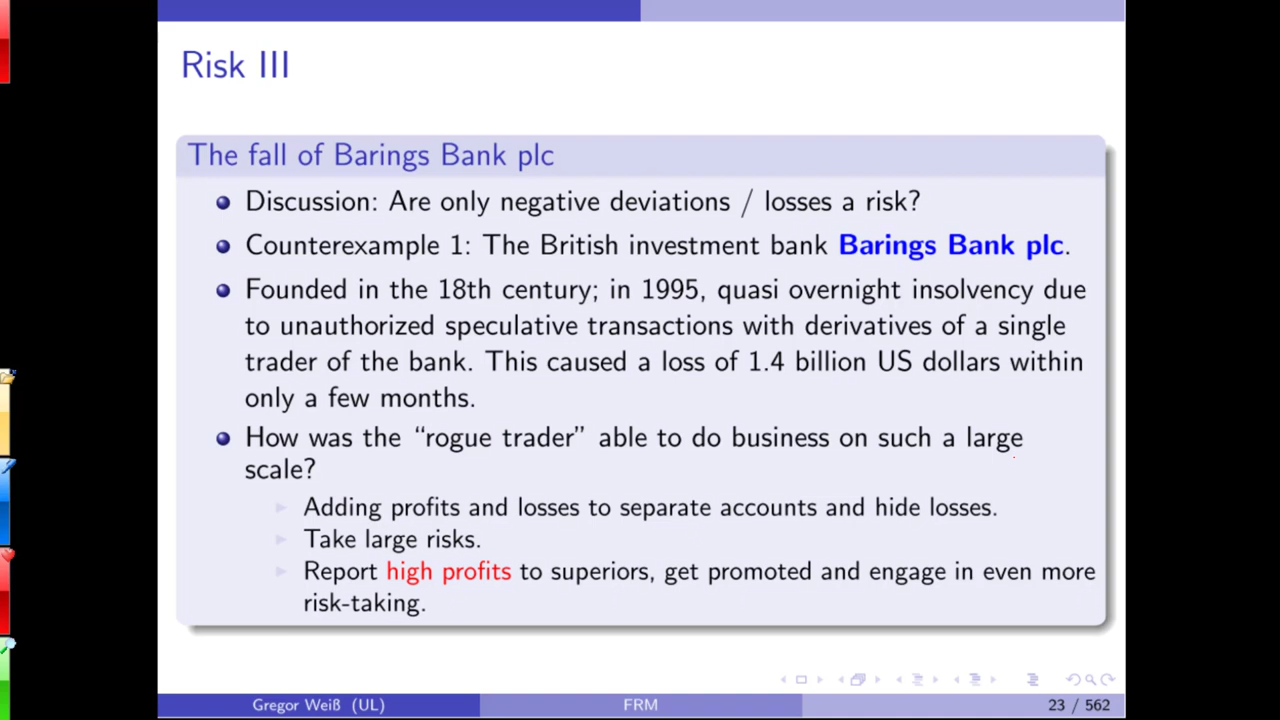 Risk III
The fall of Barings Bank plc
Discussion: Are only negative deviations / losses a risk?
Counterexample 1: The British investment bank Barings Bank plc.
Founded in the 18th century; in 1995, quasi overnight insolvency due
to unauthorized speculative transactions with derivatives of a single
trader of the bank. This caused a loss of 1.4 billion US dollars within
only a few months.
How was the “rogue trader” able to do business on such a large
scale?
Adding profits and losses to separate accounts and hide losses.
Take large risks.
Report high profits to superiors, get promoted and engage in even more
risk-taking.
Gregor Weiß (UL) FRM 23 / 562